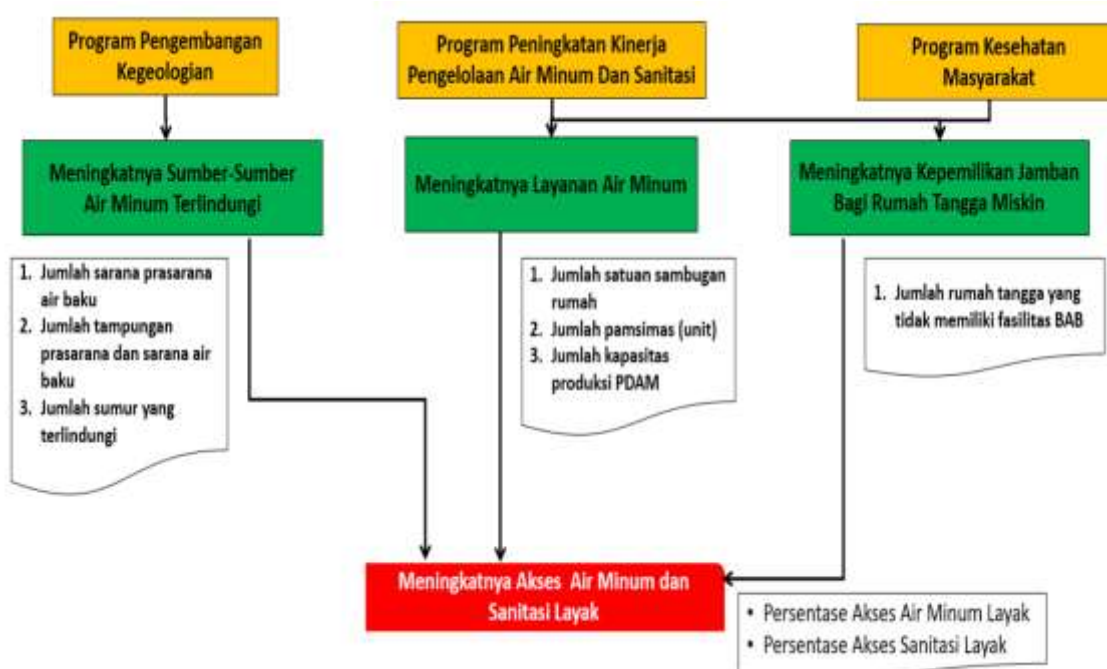 Program Pengembangan
Kegeologian
Program Peningkatan Kinerja
Pengelolaan Air Minum Dan Sanitasi
Program Kesehatan
Masyarakat
Meningkatnya Sumber-Sumber
Air Minum Terlindungi
Meningkatnya Layanan Air Minum
Meningkatnya Kepemilikan Jamban
Bagi Rumah Tangga Miskin
1. Jumlah sarana prasarana
air baku
2. Jumlah tampungan
prasarana dan sarana air
baku
3. Jumlah sumur yang
terlindungi
1. Jumlah satuan sambugan
rumah
2. Jumlah pamsimas (unit)
3. Jumlah kapasitas
produksi PDAM
1. Jumlah rumah tangga yang
tidak memiliki fasilitas BAB
Meningkatnya Akses Air Minum dan
Sanitasi Layak
• Persentase Akses Air Minum Layak
• Persentase Akses Sanitasi Layak